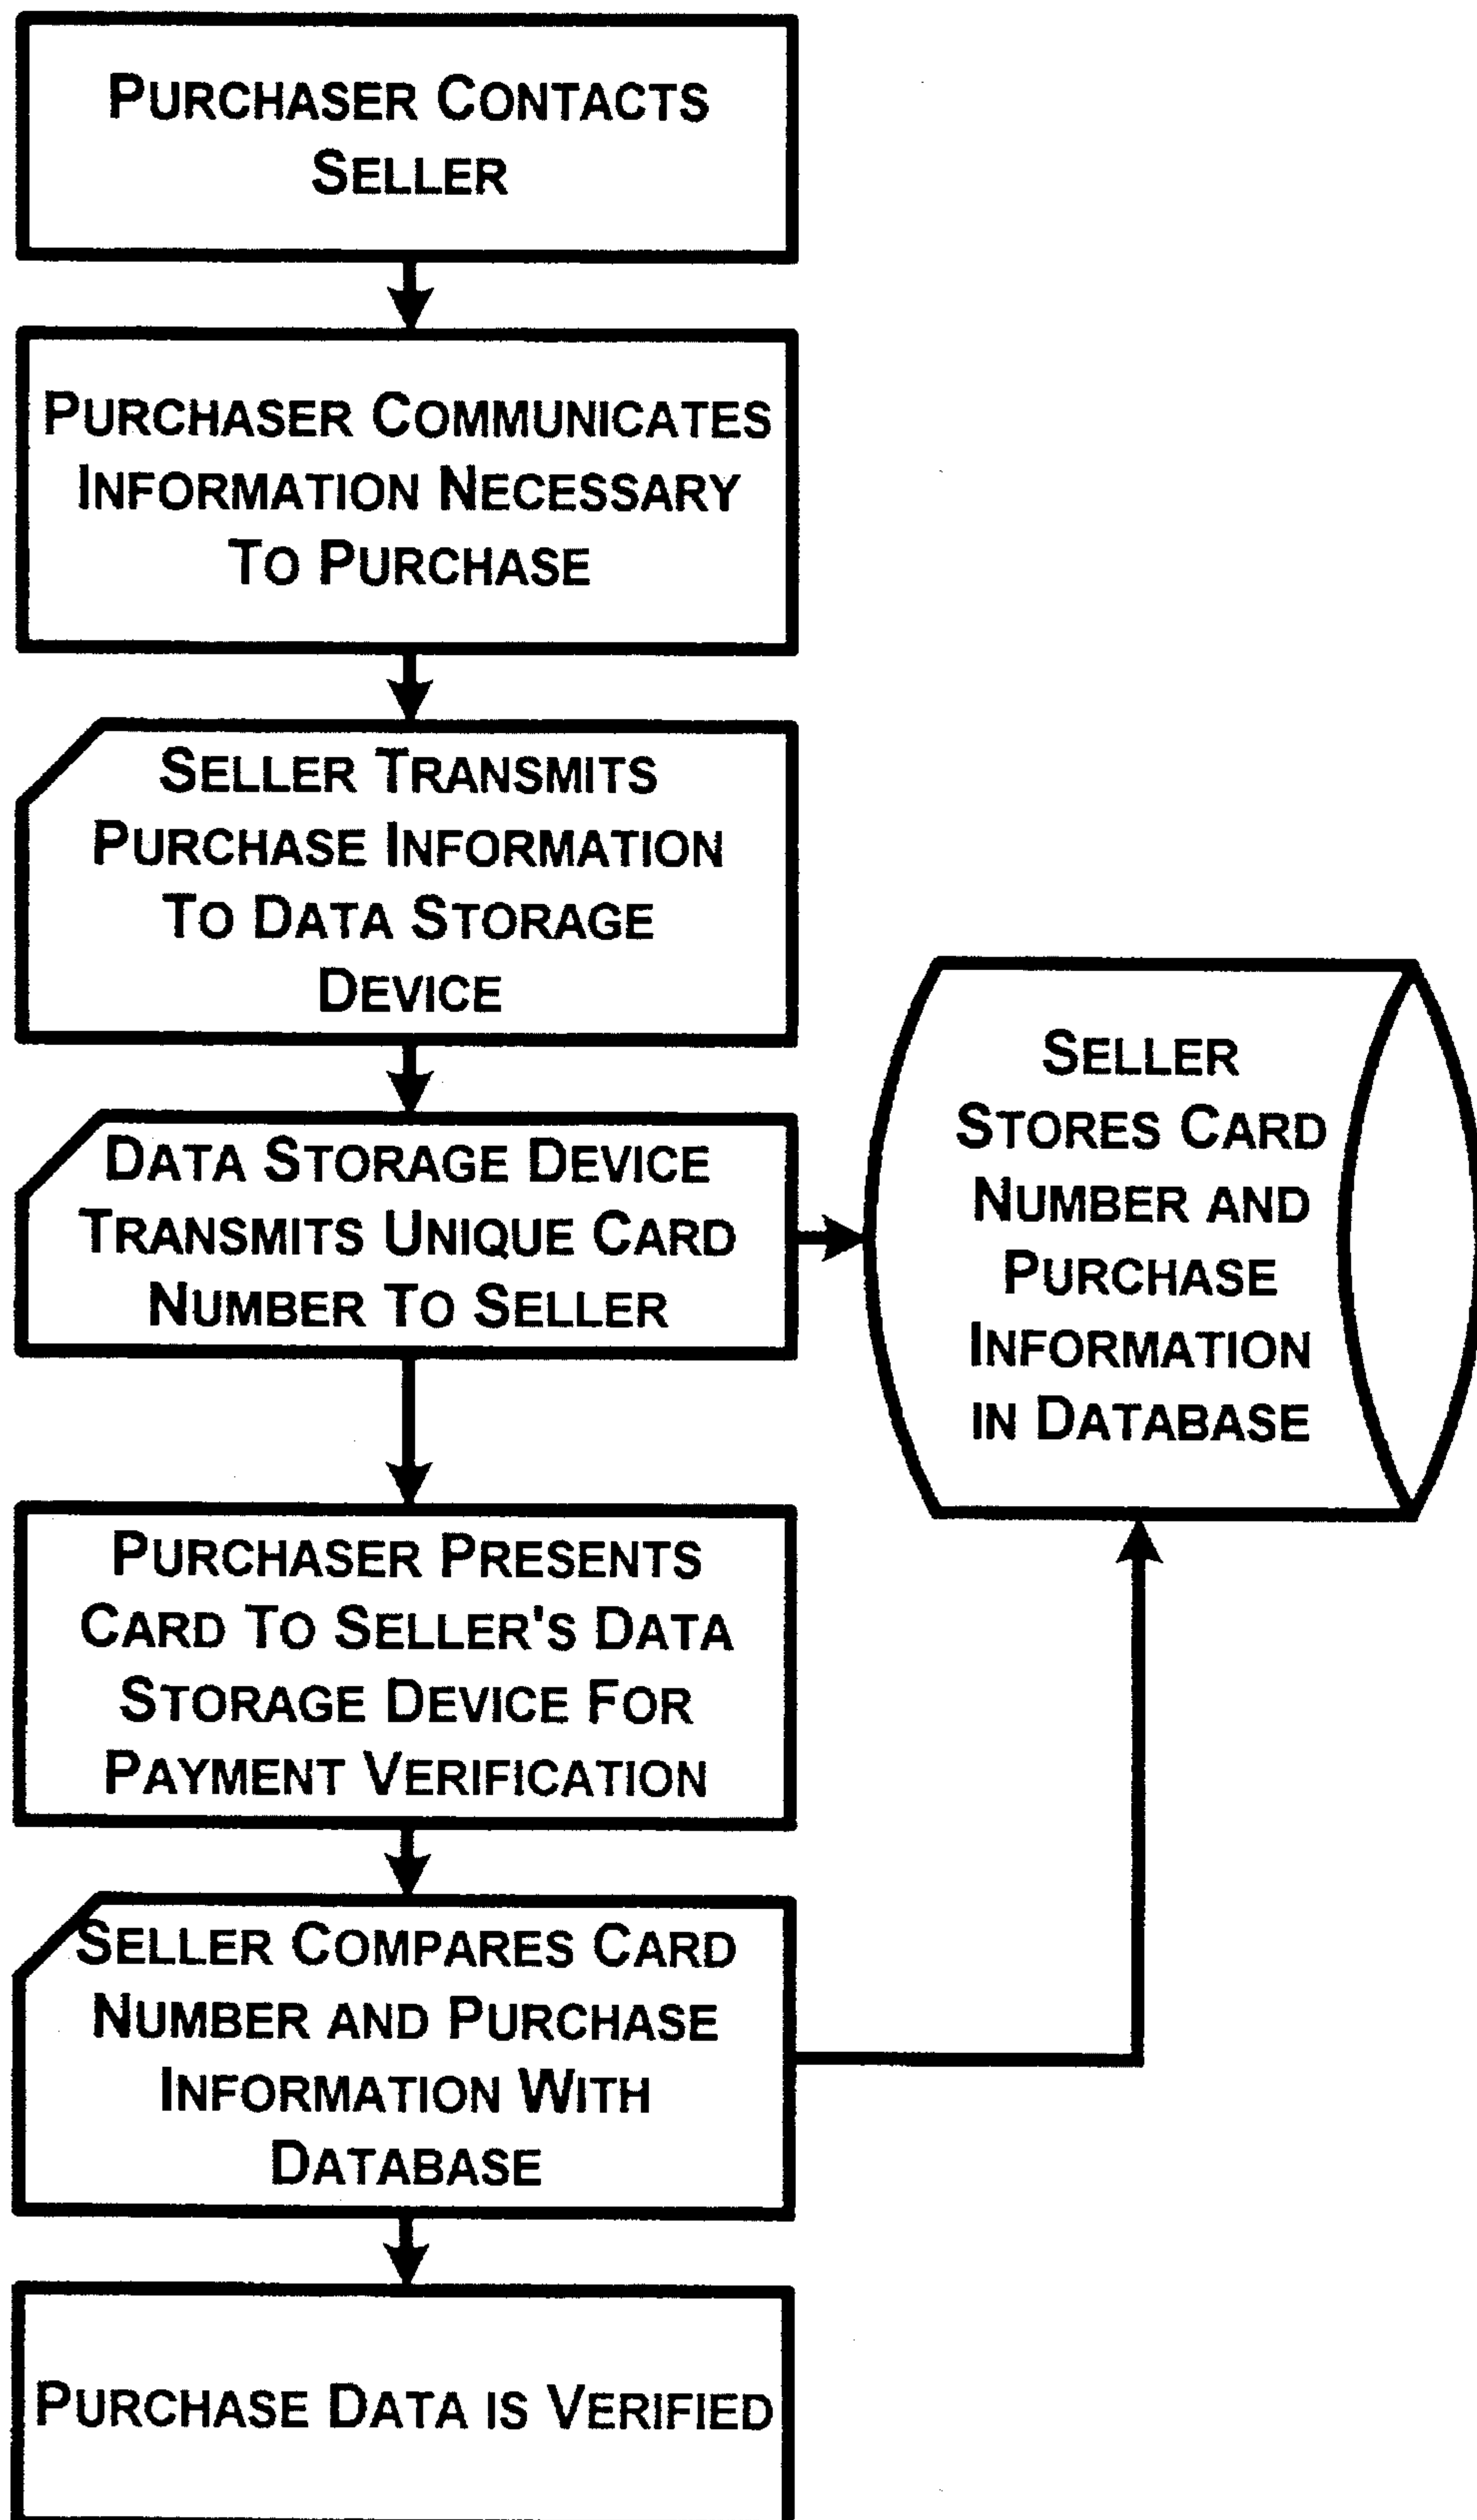 PURCHASER CONTACTS
SELLER
PURCHASER COMMUNICATES
INFORMATION NECESSARY
TO PURCHASE
SELLER TRANSMITS
PURCHASE INFORMATION
TO DATA STORAGE
DEVICE
DATA STORAGE DEVICE
TRANSMITS UNIQUE CARD
NUMBER TO SELLER
SELLER
STORES CARD
NUMBER AND
PURCHASE
INFORMATION
IN DATABASE
PURCHASER PRESENTS
CARD TO SELLER'S DATA
STORAGE DEVICE FOR
PAYMENT VERIFICATION
SELLER COMPARES CARD
NUMBER AND PURCHASE
INFORMATION WITH
DATABASE
PURCHASE DATA IS VERIFIED